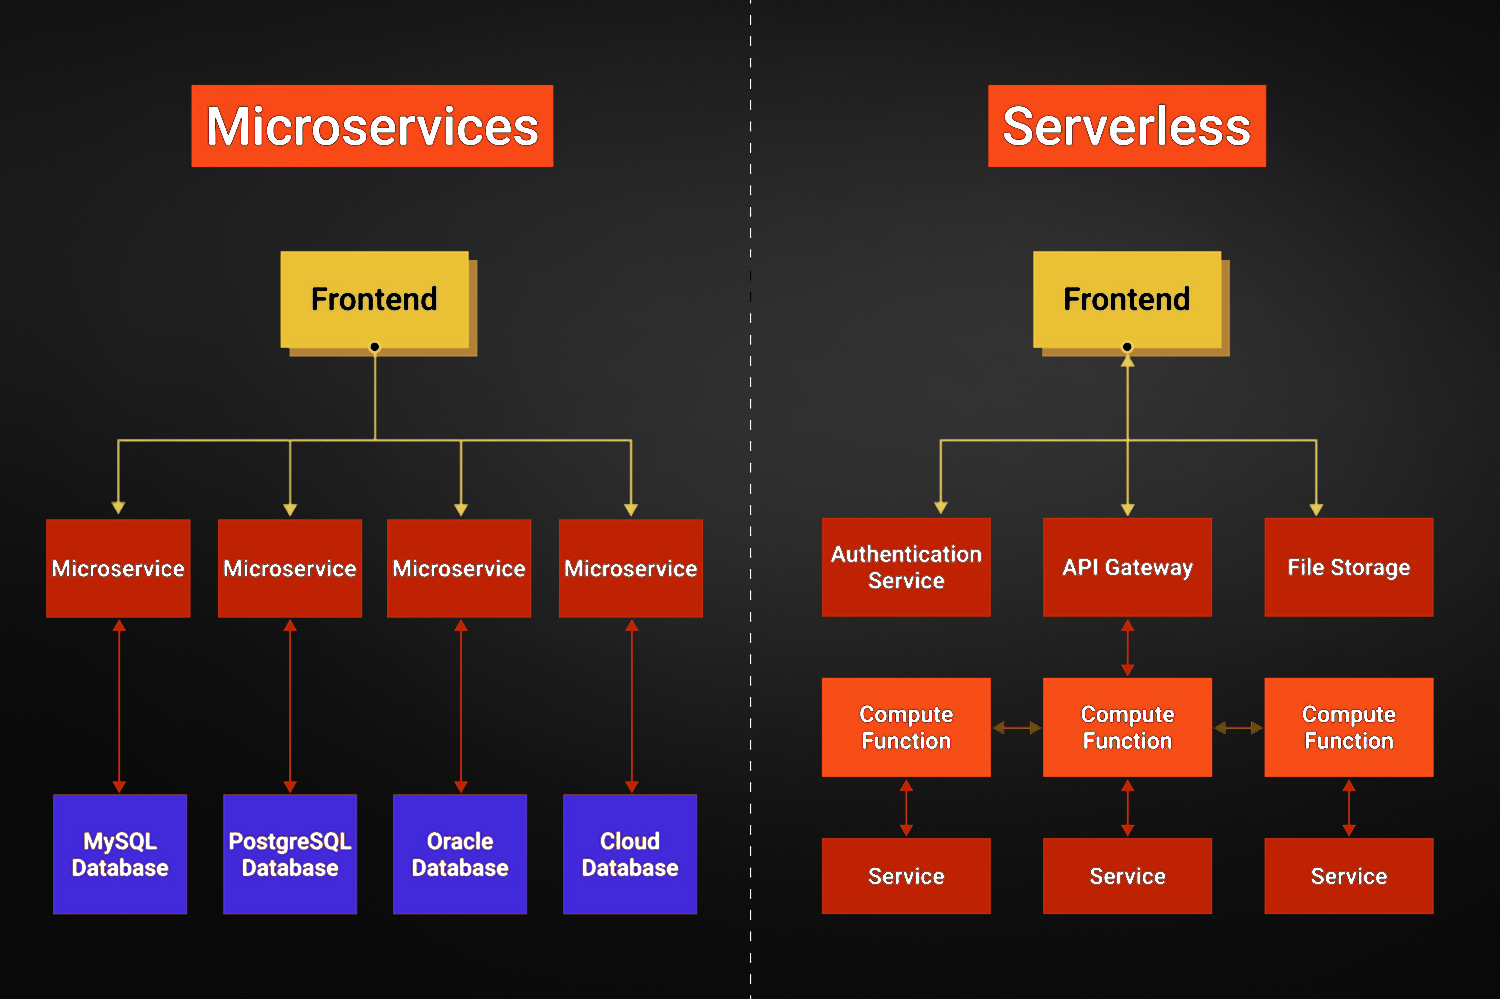 Microservices
Frontend
Microservice
Microservice
Microservice
Microservice
MySQL
Database
PostgreSQL
Database
Oracle
Database
Cloud
Database
Serverless
Frontend
Authentication
Service
API Gateway
File Storage
Compute
Function
Compute
Function
Compute
Function
Service
Service
Service